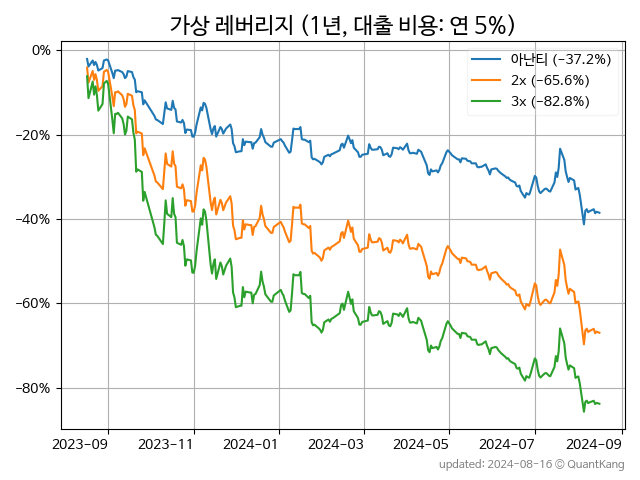 가상 레버리지 (1년, 대출 비용: 연 5%)
아난티 (−37.2%)
2x (−65.6%)
3x (−82.8%)
0%
−20%
−40%
−60%
−80%
2023-09 2023-11 2024-01 2024-03 2024-05 2024-07 2024-09
updated: 2024-08-16 © QuantKang